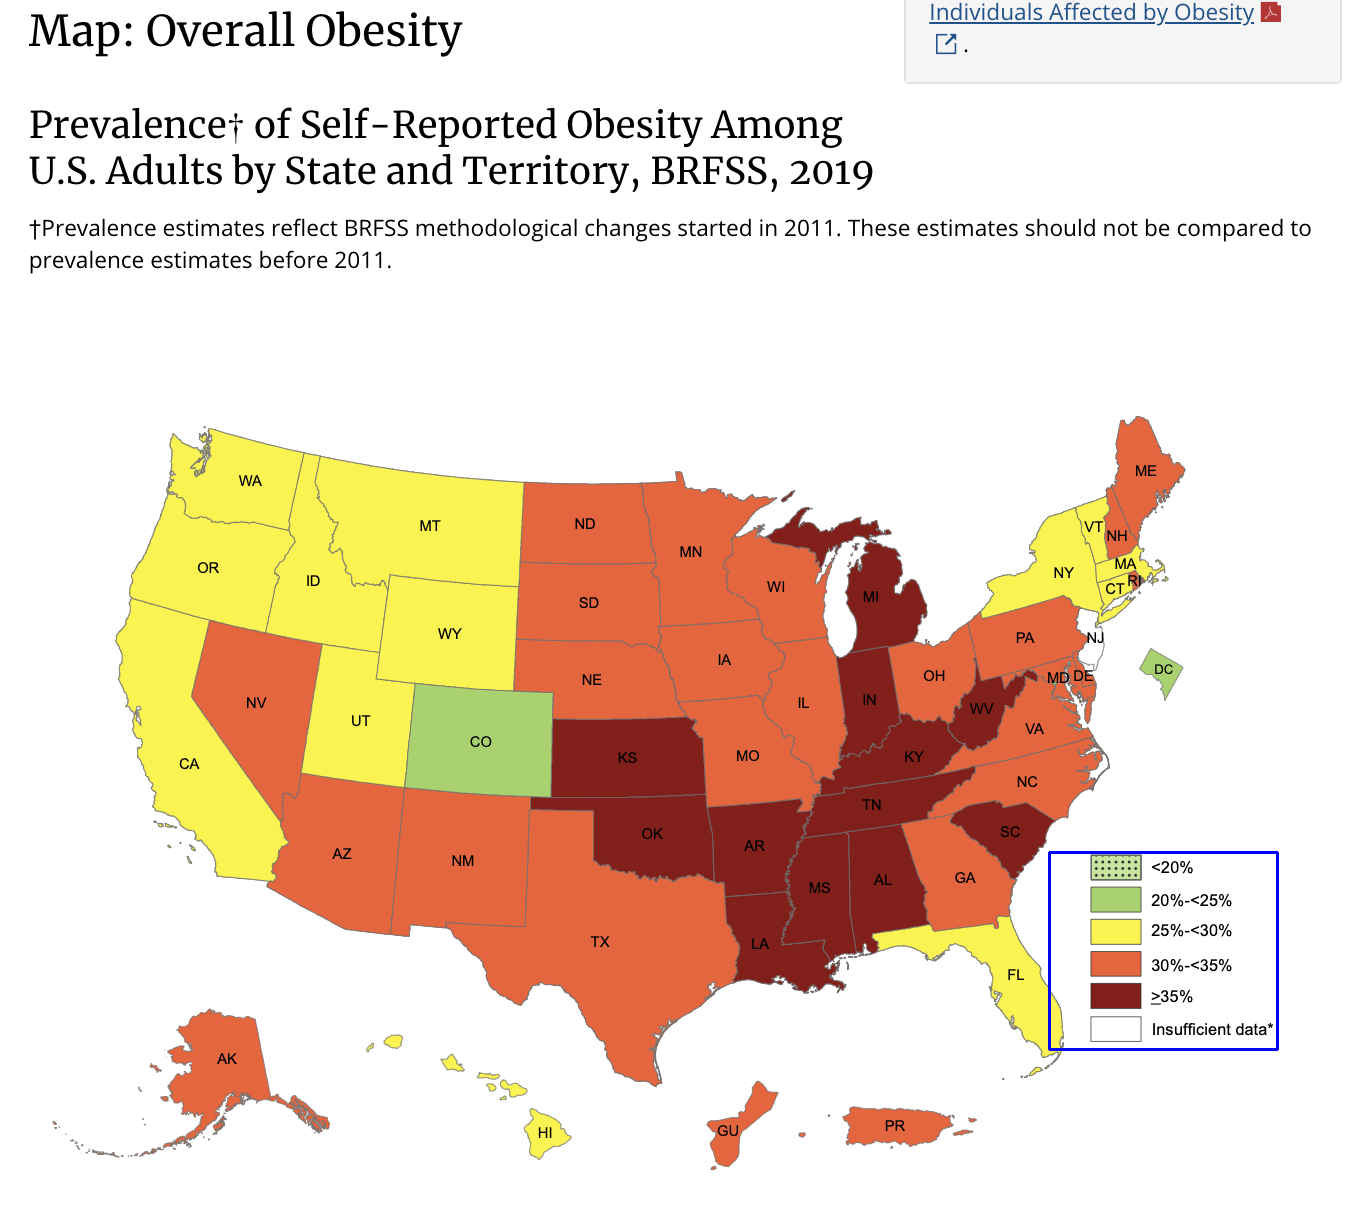 Individuals Affected by Obesity
.
Map: Overall Obesity
Prevalence† of Self-Reported Obesity Among
U.S. Adults by State and Territory, BRFSS, 2019
†Prevalence estimates reflect BRFSS methodological changes started in 2011. These estimates should not be compared to
prevalence estimates before 2011.
WA
MT
ND
MN
ME
VT
NH
OR
ID
SD
WI
MI
NY
MA
CT
RI
WY
IA
PA
NJ
NE
IL
IN
OH
MD
DE
DC
NV
UT
CO
KS
MO
KY
WV
VA
CA
OK
AR
TN
NC
AZ
NM
MS
AL
GA
SC
TX
LA
FL
<20%
20%-<25%
25%-<30%
30%-<35%
≥35%
Insufficient data*
AK
HI
GU
PR